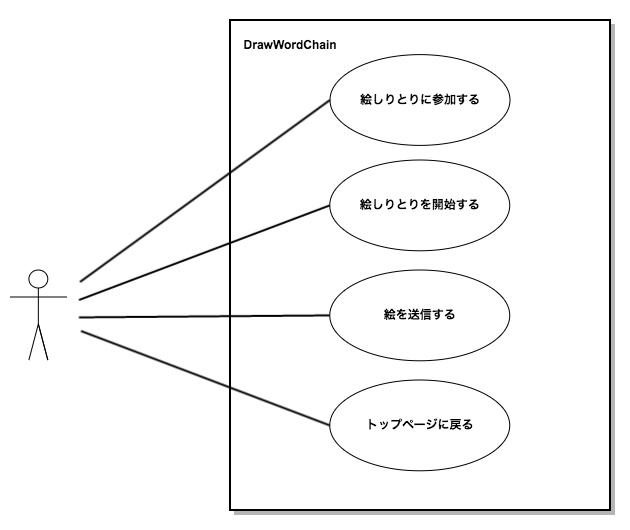 DrawWordChain
絵しりとりに参加する
絵しりとりを開始する
絵を送信する
トップページに戻る